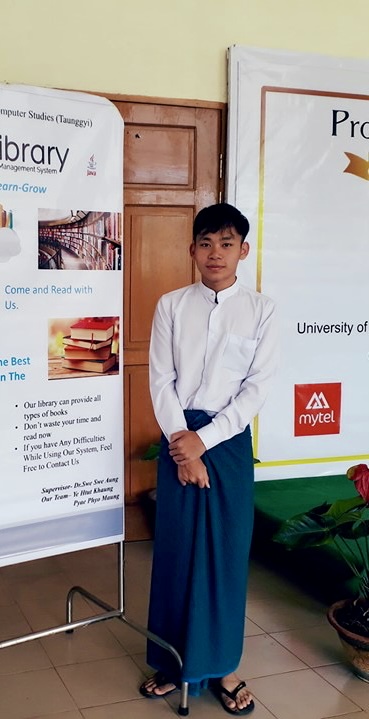 mputer Studies (Taunggyi)
ibrary
Management System
java
earn-Grow
Come and Read with
Us.
he Best
n The
• Our library can provide all
types of books
• Don't waste your time and
read now
• If you have Any Difficulties
While Using Our System, Feel
Free to Contact Us
Supervisor- Dr.Swe Swe Aung
Our Team - Ye Htut Khaung
Pyae Phyo Maung
Pro
University of
mytel